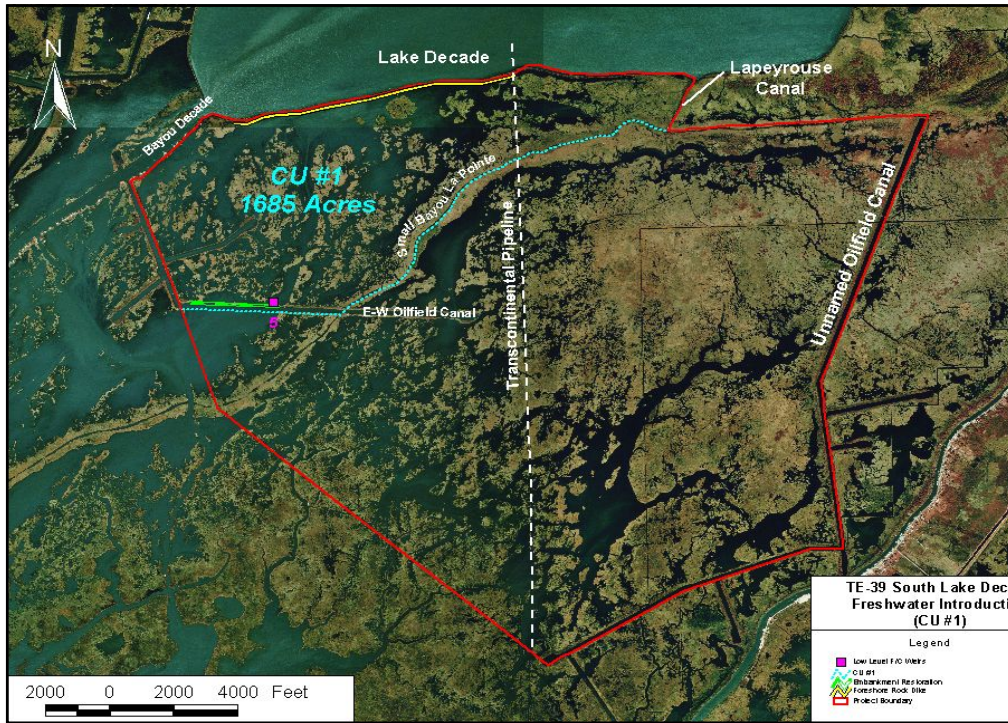 N
Lake Decade
Lapeyrouse
Canal
Bayou Decade
CU #1
1685 Acres
Small Bayou La Pointe
Transcontinental Pipeline
Unnamed Oilfield Canal
E-W Oilfield Canal
2000 0 2000 4000 Feet
TE-39 South Lake Dec
Freshwater Introducti
(CU #1)
Legend
Low Level F/C Weirs
CU #1
Embankment Restoration
Foreshore Rock Dike
Project Boundary